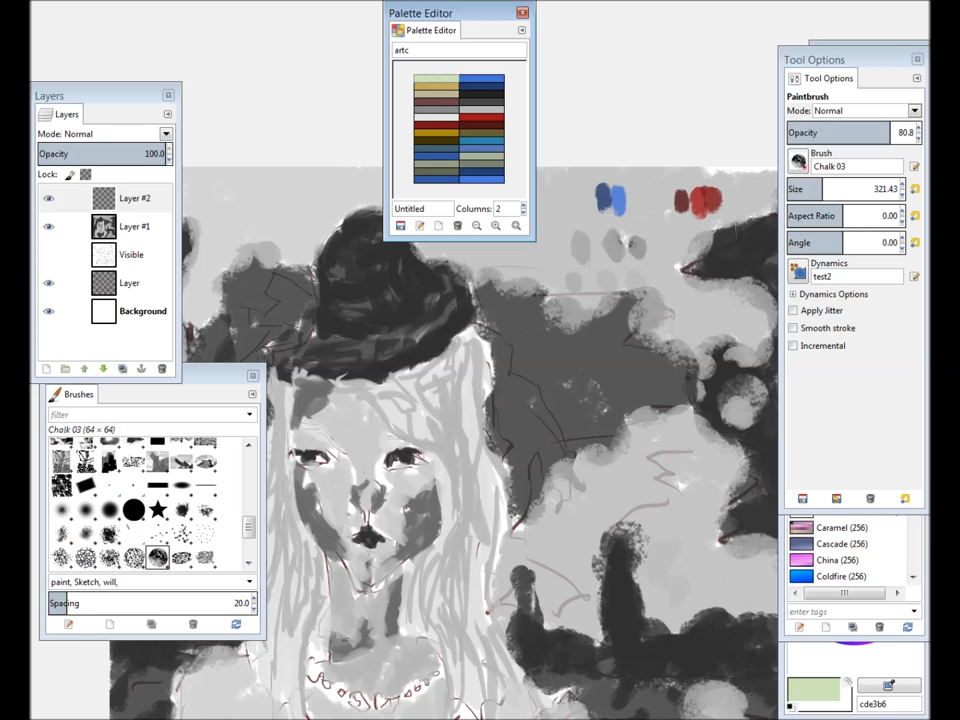 Palette Editor
Palette Editor
artc
Untitled
Columns: 2
Layers
Layers
Mode: Normal
Opacity 100.0
Lock:
Layer #2
Layer #1
Visible
Layer
Background
Brushes
filter
Chalk 03 (64 × 64)
paint, Sketch, will,
Spacing 20.0
Tool Options
Tool Options
Paintbrush
Mode: Normal
Opacity 80.8
Brush
Chalk 03
Size 321.43
Aspect Ratio 0.00
Angle 0.00
Dynamics
test2
Dynamics Options
Apply Jitter
Smooth stroke
Incremental
Caramel (256)
Cascade (256)
China (256)
Coldfire (256)
enter tags
cde3b6